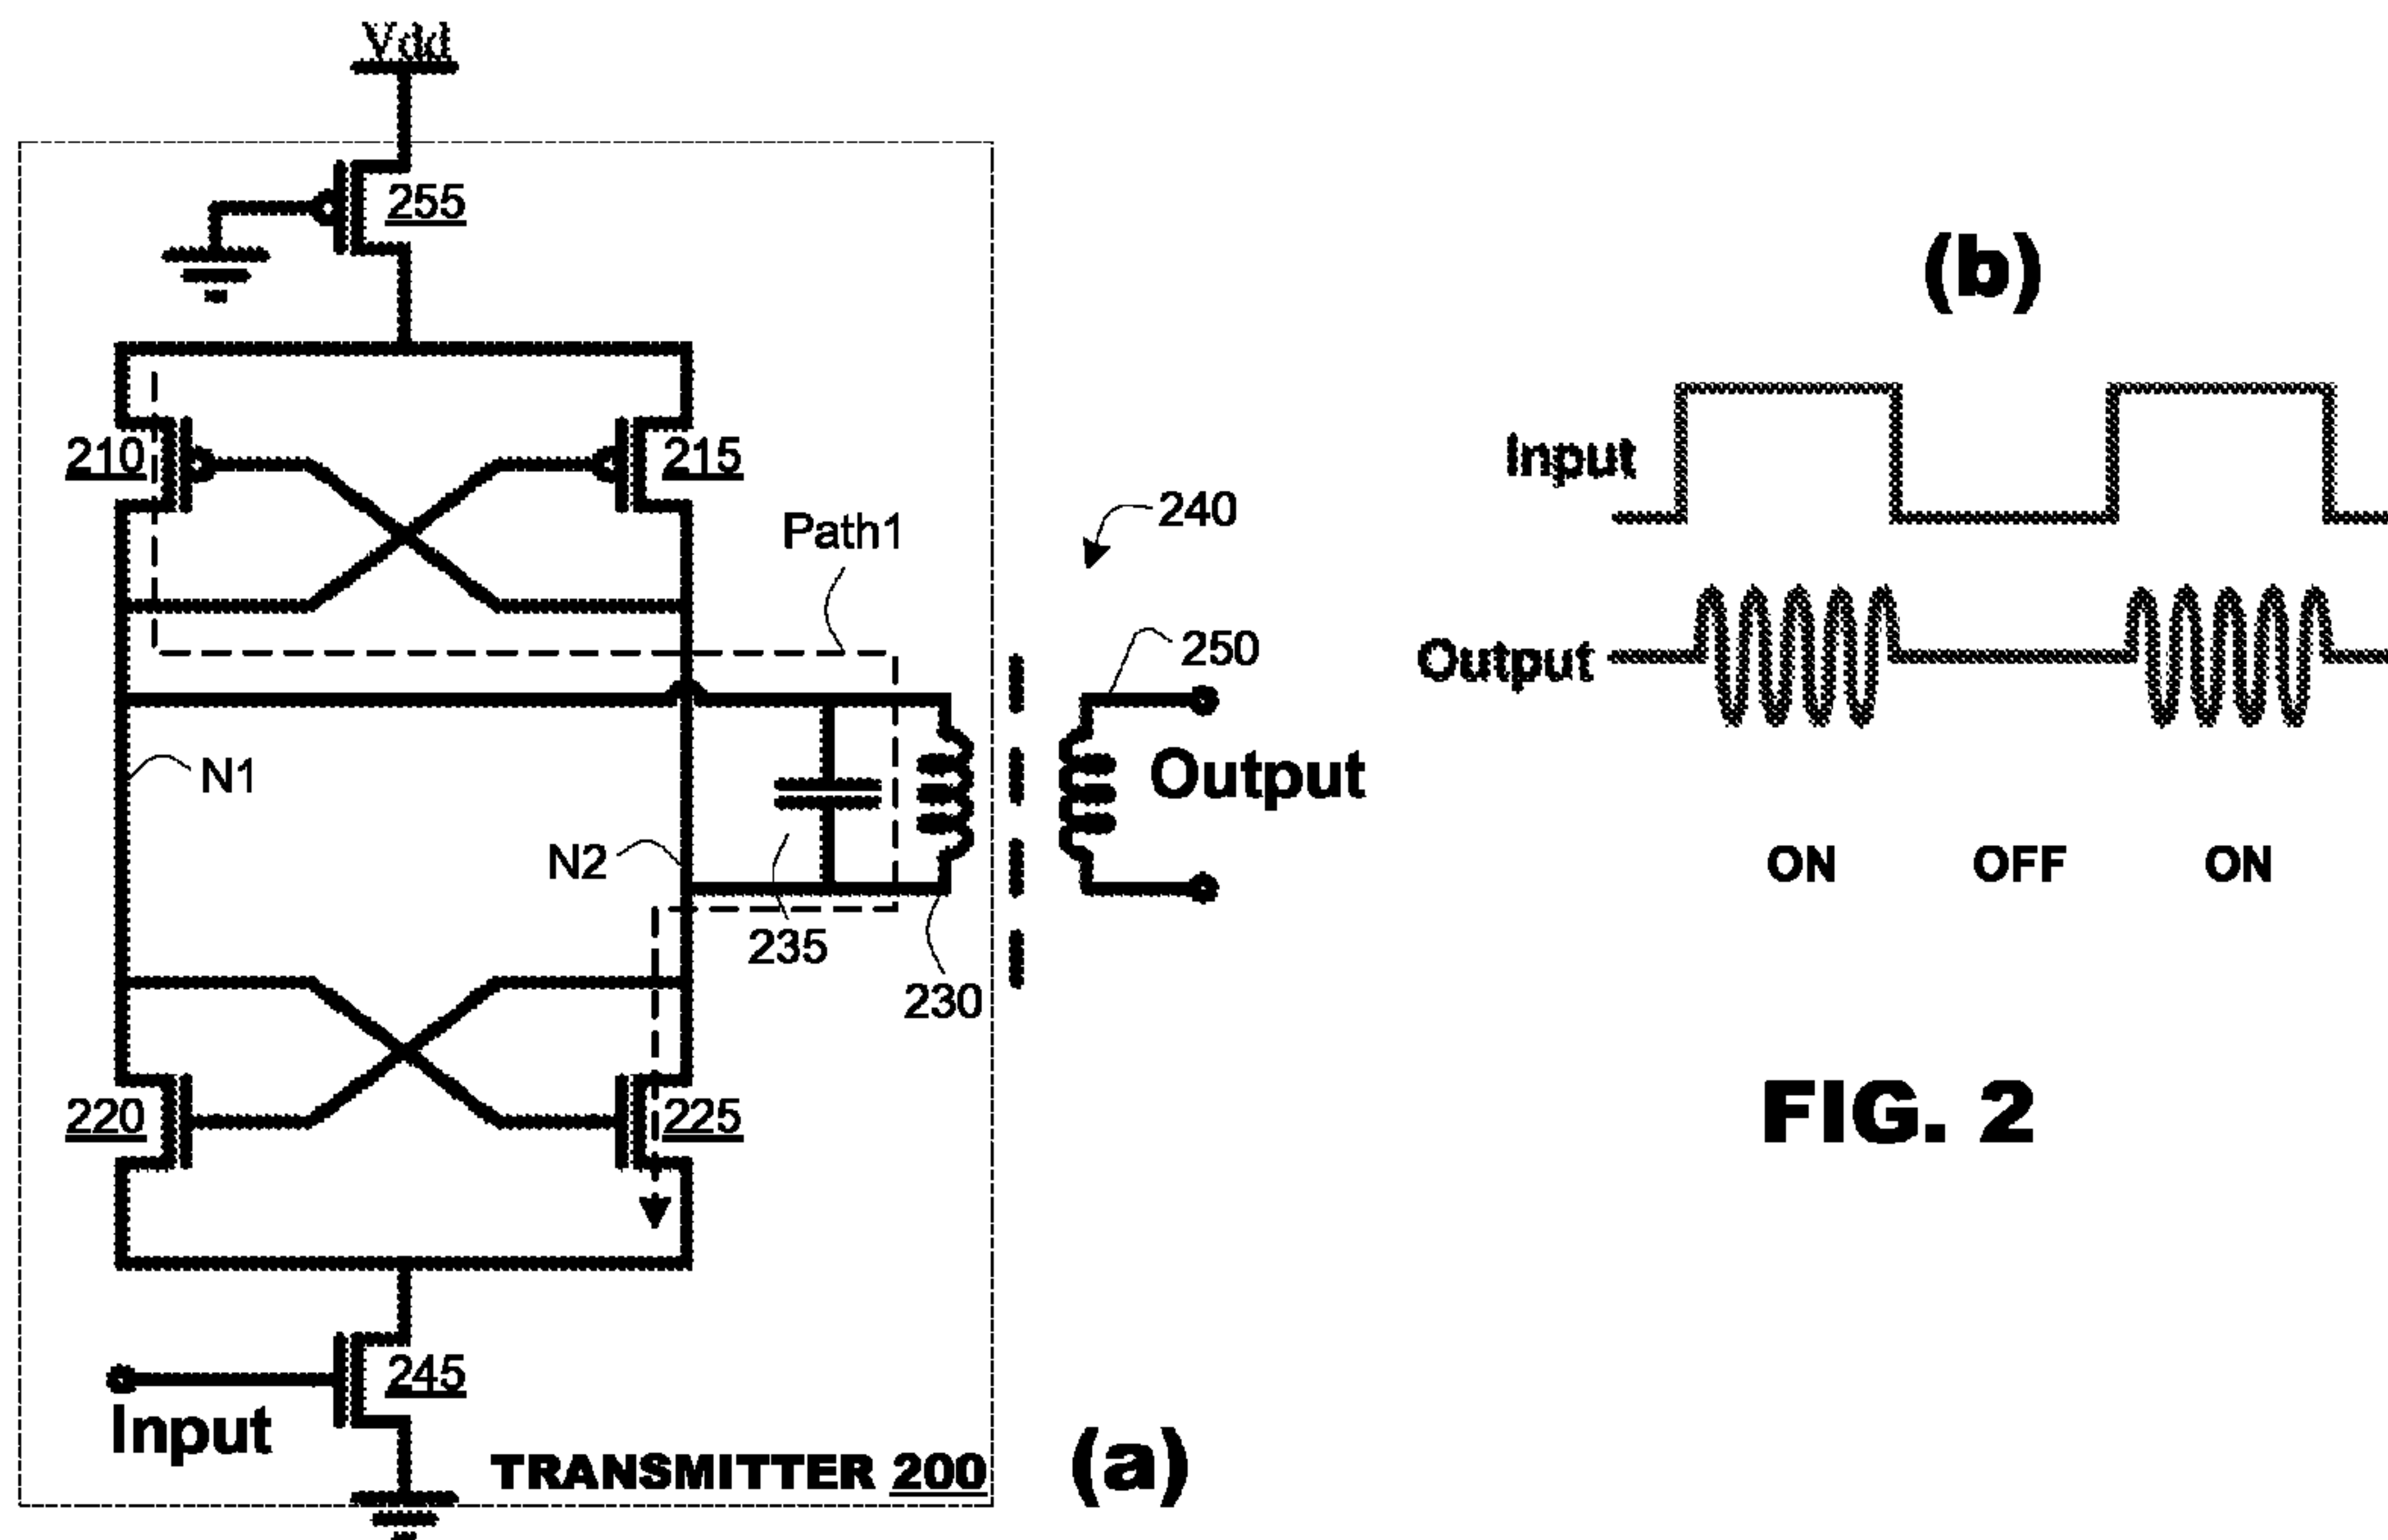 Vdd
255
210
215
Path1
240
250
N1
Output
N2
235
230
220
225
245
Input
TRANSMITTER 200
(a)
(b)
Input
Output
ON OFF ON
FIG. 2